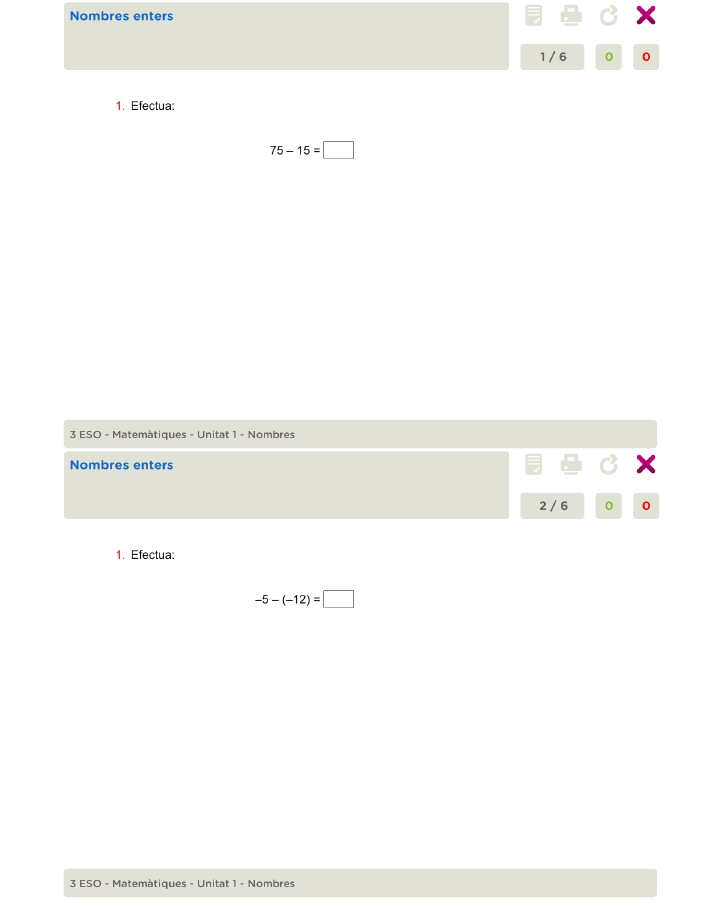 Nombres enters
1 / 6
0
0
1. Efectua:
75 – 15 =
3 ESO - Matemàtiques - Unitat 1 - Nombres
Nombres enters
2 / 6
0
0
1. Efectua:
–5 – (–12) =
3 ESO - Matemàtiques - Unitat 1 - Nombres